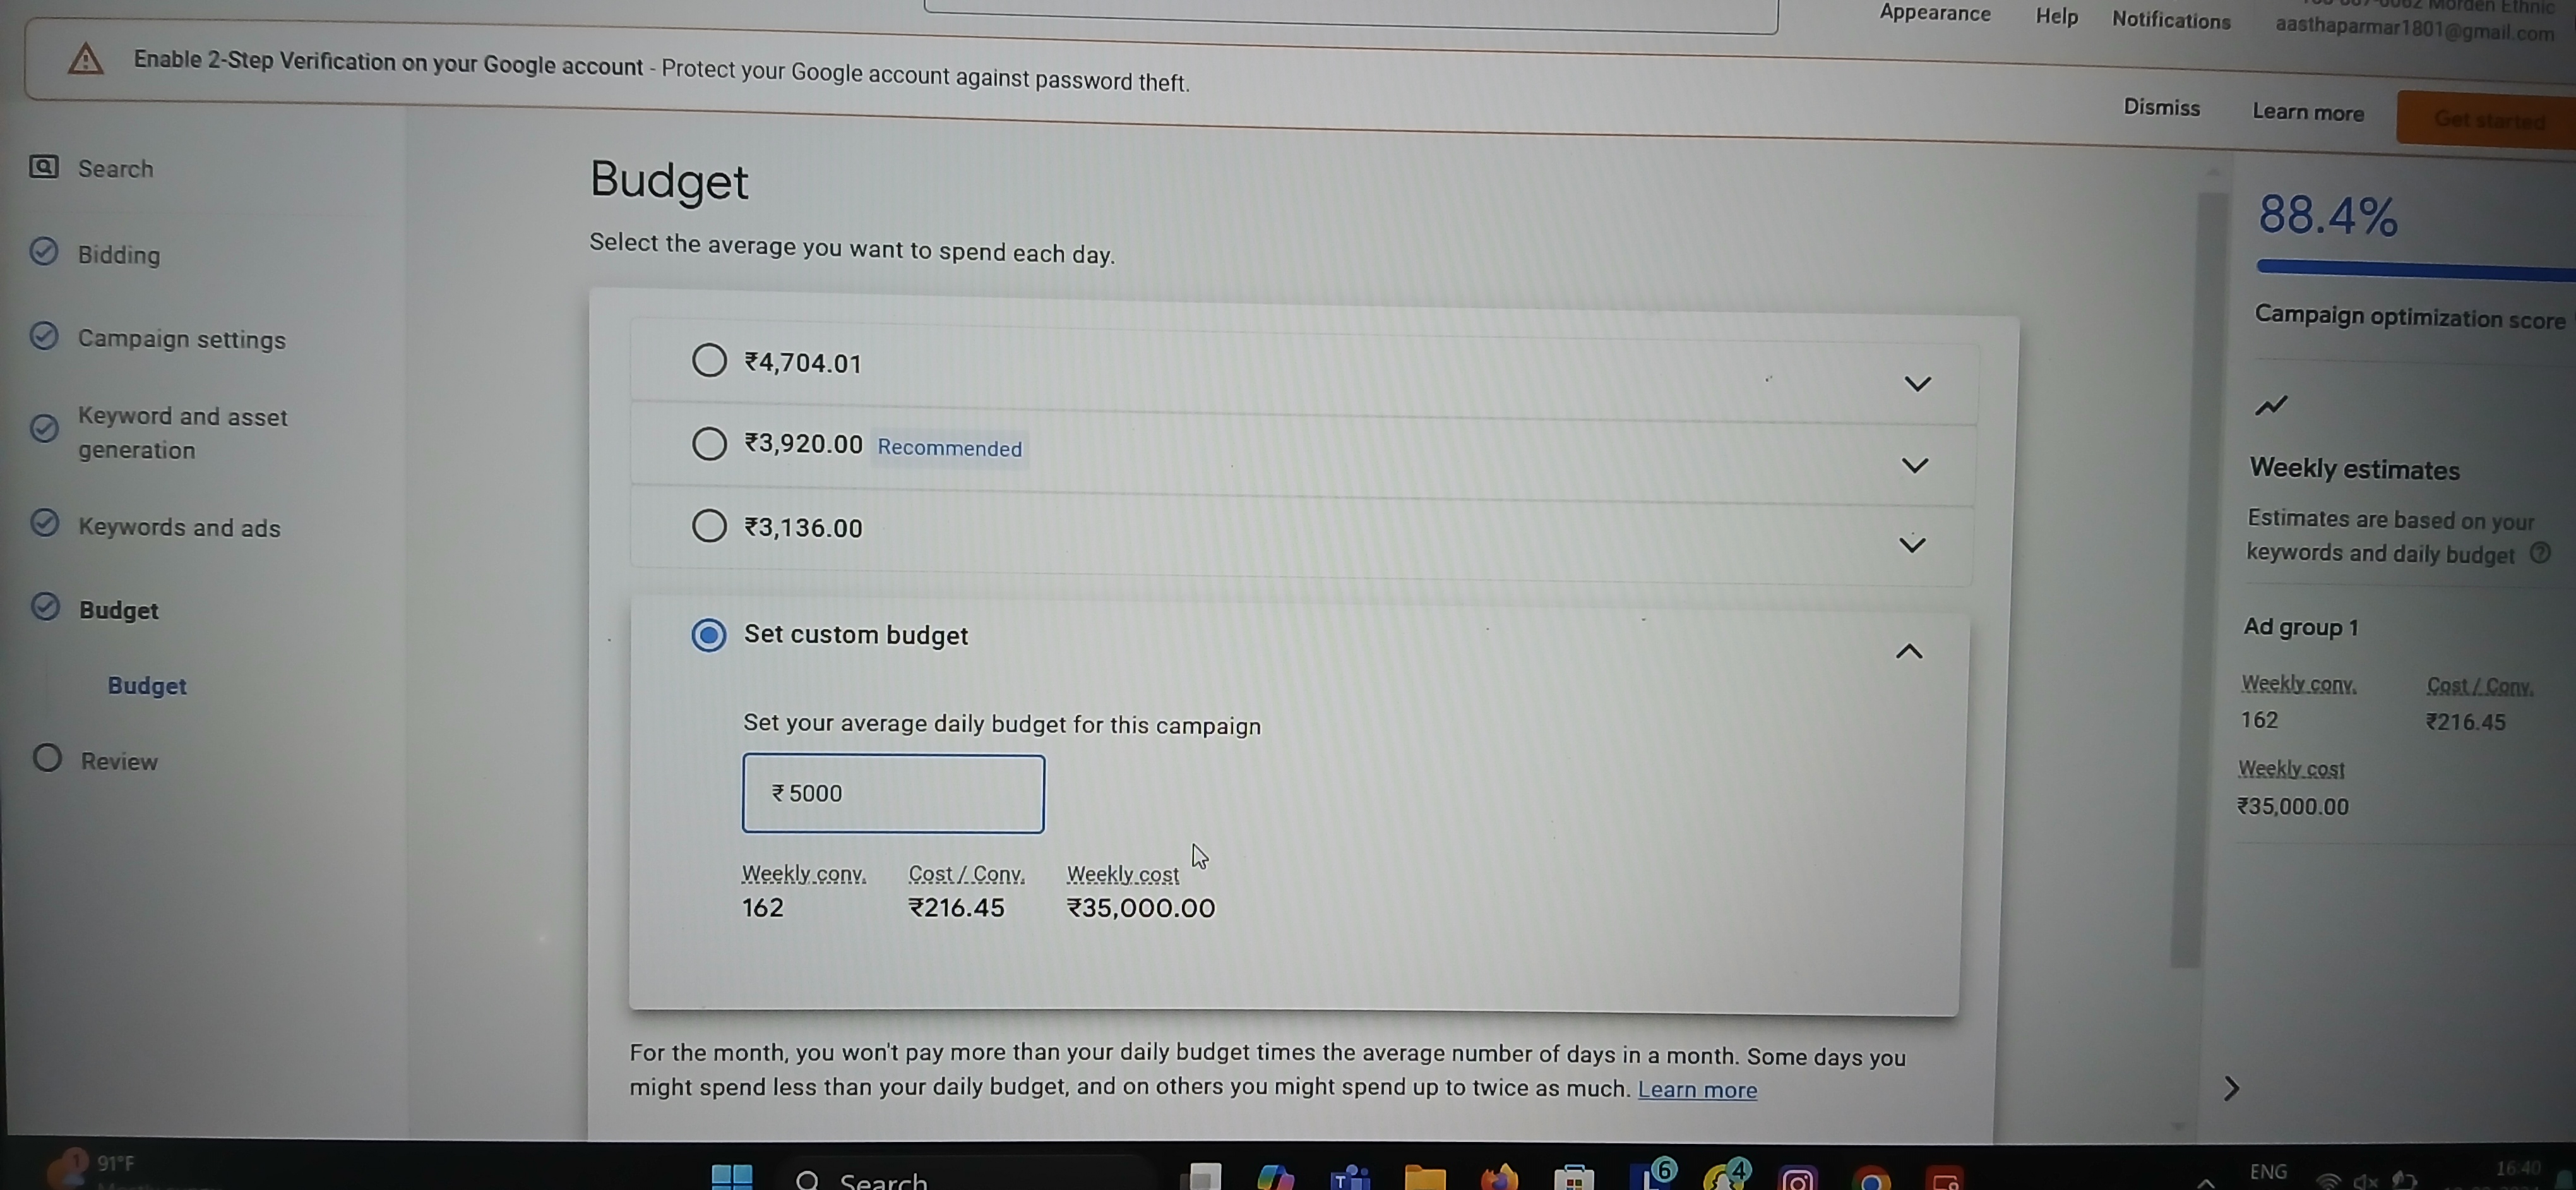 Appearance
Help
Notifications
Morden Ethnic
aasthaparmar1801@gmail.com
Enable 2-Step Verification on your Google account - Protect your Google account against password theft.
Dismiss
Learn more
Get started
Search
Bidding
Campaign settings
Keyword and asset
generation
Keywords and ads
Budget
Budget
Review
Budget
Select the average you want to spend each day.
₹4,704.01
₹3,920.00 Recommended
₹3,136.00
Set custom budget
Set your average daily budget for this campaign
₹ 5000
Weekly conv. Cost / Conv. Weekly cost
162 ₹216.45 ₹35,000.00
For the month, you won't pay more than your daily budget times the average number of days in a month. Some days you
might spend less than your daily budget, and on others you might spend up to twice as much. Learn more
88.4%
Campaign optimization score
Weekly estimates
Estimates are based on your
keywords and daily budget
Ad group 1
Weekly conv. Cost / Conv.
162 ₹216.45
Weekly cost
₹35,000.00
1
91°F
Search
T
6
4
ENG
16:40